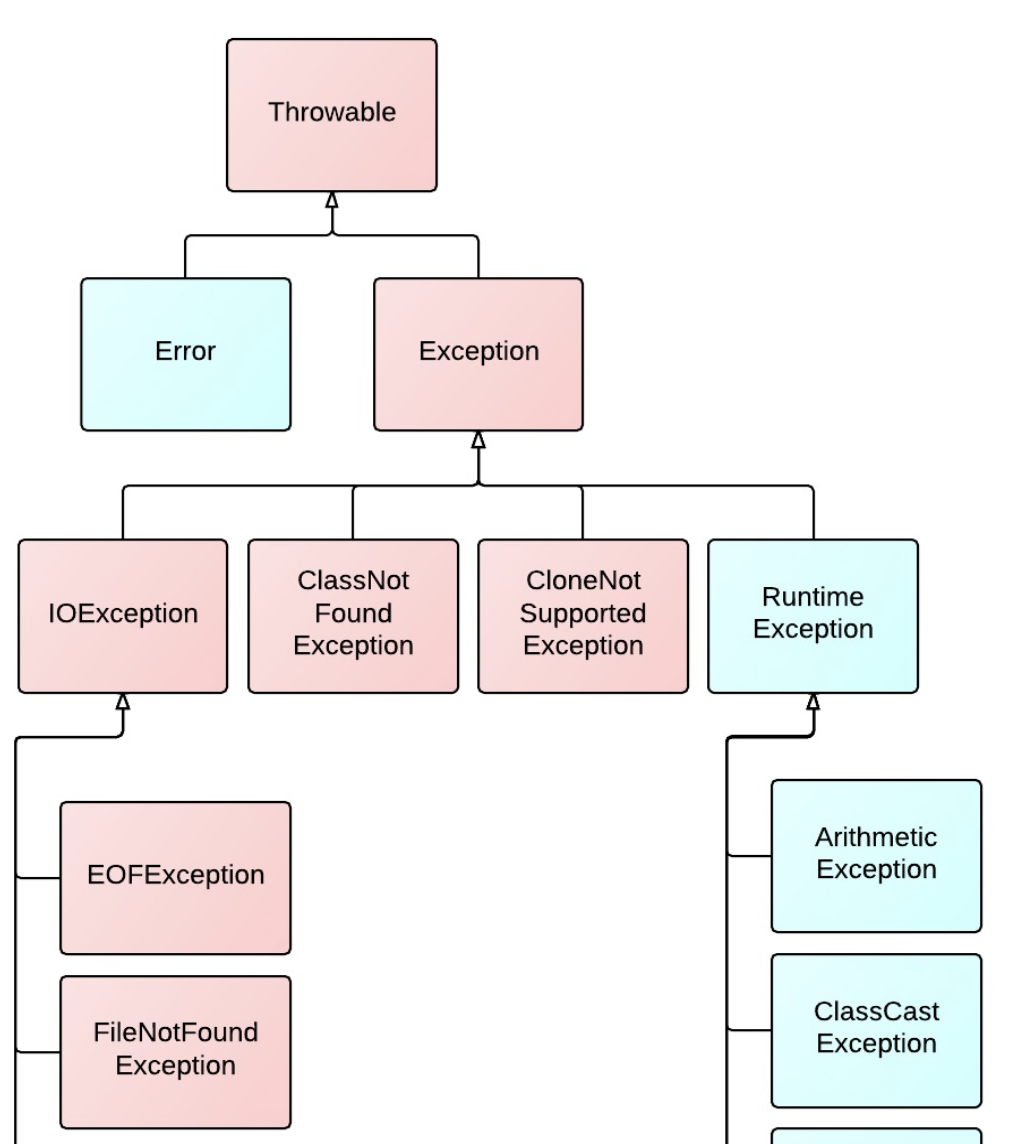 Throwable
Error
Exception
IOException
ClassNot
Found
Exception
CloneNot
Supported
Exception
Runtime
Exception
EOFException
FileNotFound
Exception
Arithmetic
Exception
ClassCast
Exception